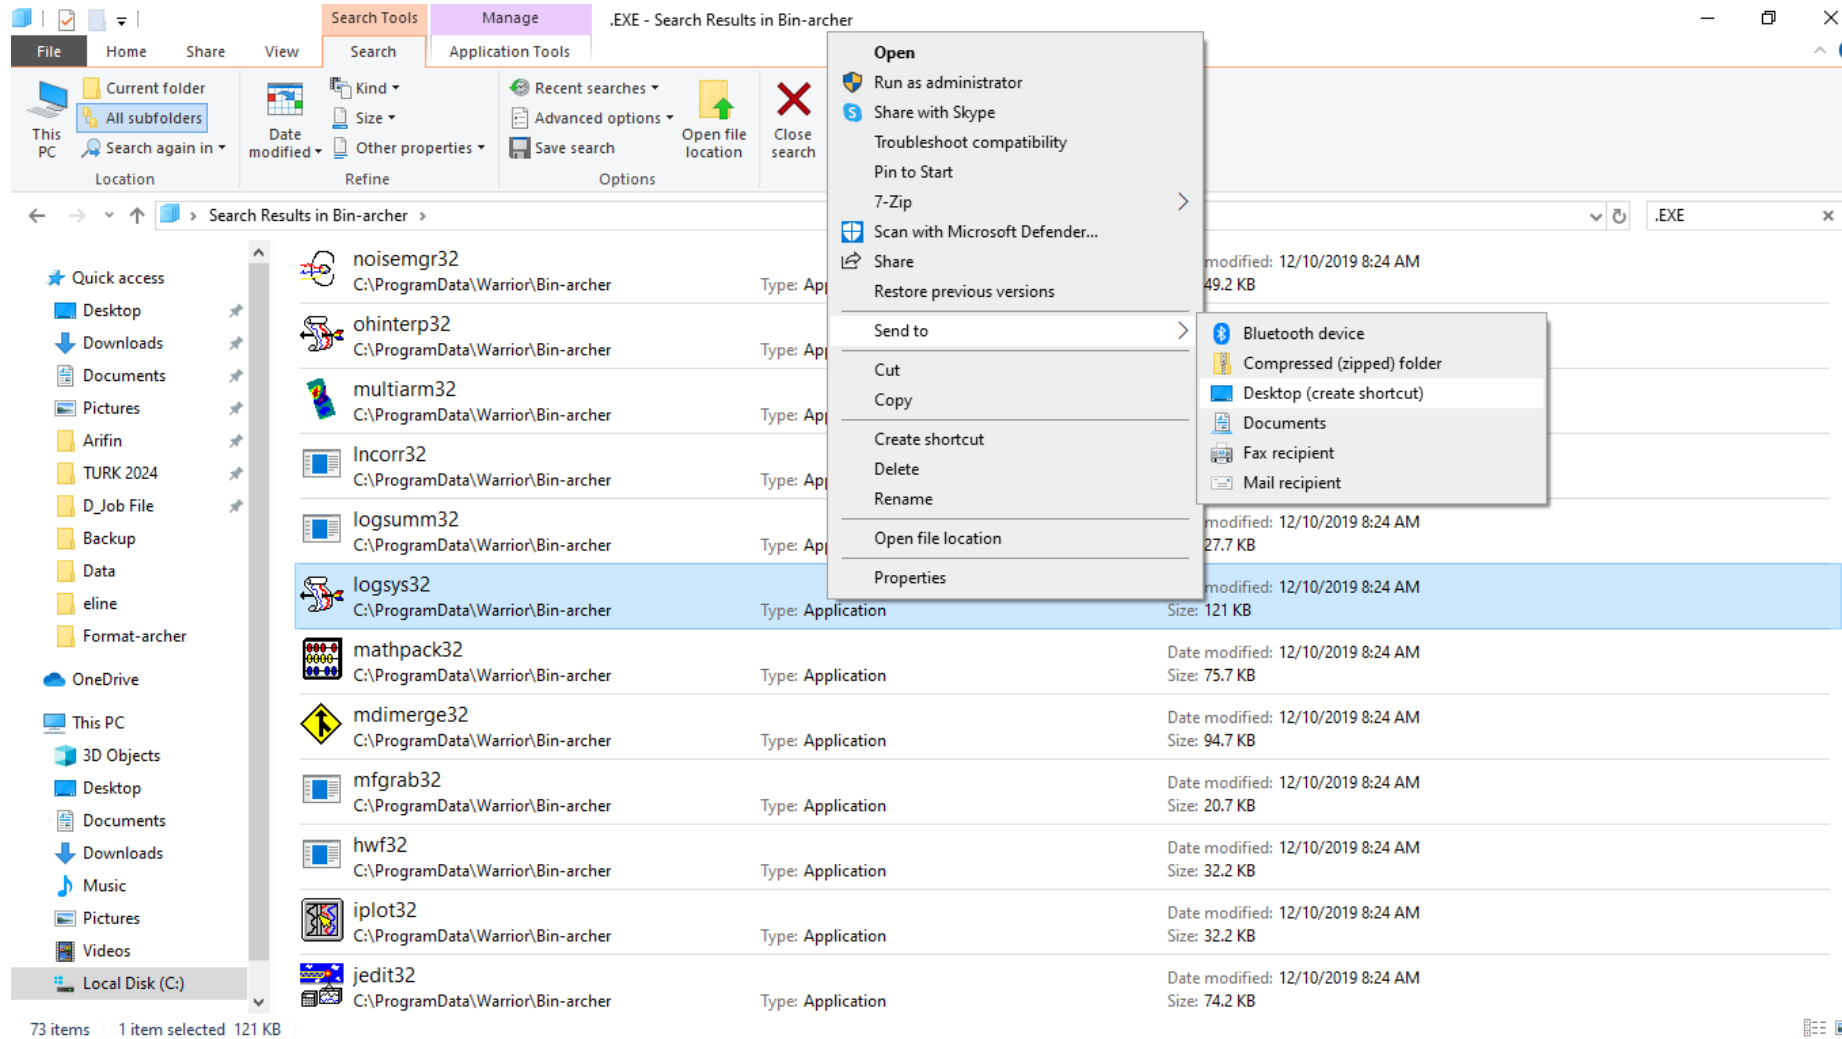 Search Tools
Manage
.EXE - Search Results in Bin-archer
File
Home
Share
View
Search
Application Tools
This PC
Current folder
All subfolders
Search again in
Location
Date modified
Kind
Size
Other properties
Refine
Recent searches
Advanced options
Save search
Options
Open file location
Close search
Search Results in Bin-archer
.EXE
Quick access
Desktop
Downloads
Documents
Pictures
Arifin
TURK 2024
D_Job File
Backup
Data
eline
Format-archer
OneDrive
This PC
3D Objects
Desktop
Documents
Downloads
Music
Pictures
Videos
Local Disk (C:)
noisemgr32
C:\ProgramData\Warrior\Bin-archer
Type: App
modified: 12/10/2019 8:24 AM
49.2 KB
ohinterp32
C:\ProgramData\Warrior\Bin-archer
Type: App
multiarm32
C:\ProgramData\Warrior\Bin-archer
Type: App
lncorr32
C:\ProgramData\Warrior\Bin-archer
Type: App
logsumm32
C:\ProgramData\Warrior\Bin-archer
Type: App
modified: 12/10/2019 8:24 AM
27.7 KB
logsys32
C:\ProgramData\Warrior\Bin-archer
Type: Application
modified: 12/10/2019 8:24 AM
Size: 121 KB
mathpack32
C:\ProgramData\Warrior\Bin-archer
Type: Application
Date modified: 12/10/2019 8:24 AM
Size: 75.7 KB
mdimerge32
C:\ProgramData\Warrior\Bin-archer
Type: Application
Date modified: 12/10/2019 8:24 AM
Size: 94.7 KB
mfgrab32
C:\ProgramData\Warrior\Bin-archer
Type: Application
Date modified: 12/10/2019 8:24 AM
Size: 20.7 KB
hwf32
C:\ProgramData\Warrior\Bin-archer
Type: Application
Date modified: 12/10/2019 8:24 AM
Size: 32.2 KB
iplot32
C:\ProgramData\Warrior\Bin-archer
Type: Application
Date modified: 12/10/2019 8:24 AM
Size: 32.2 KB
jedit32
C:\ProgramData\Warrior\Bin-archer
Type: Application
Date modified: 12/10/2019 8:24 AM
Size: 74.2 KB
Open
Run as administrator
Share with Skype
Troubleshoot compatibility
Pin to Start
7-Zip
Scan with Microsoft Defender...
Share
Restore previous versions
Send to
Cut
Copy
Create shortcut
Delete
Rename
Open file location
Properties
Bluetooth device
Compressed (zipped) folder
Desktop (create shortcut)
Documents
Fax recipient
Mail recipient
73 items
1 item selected 121 KB